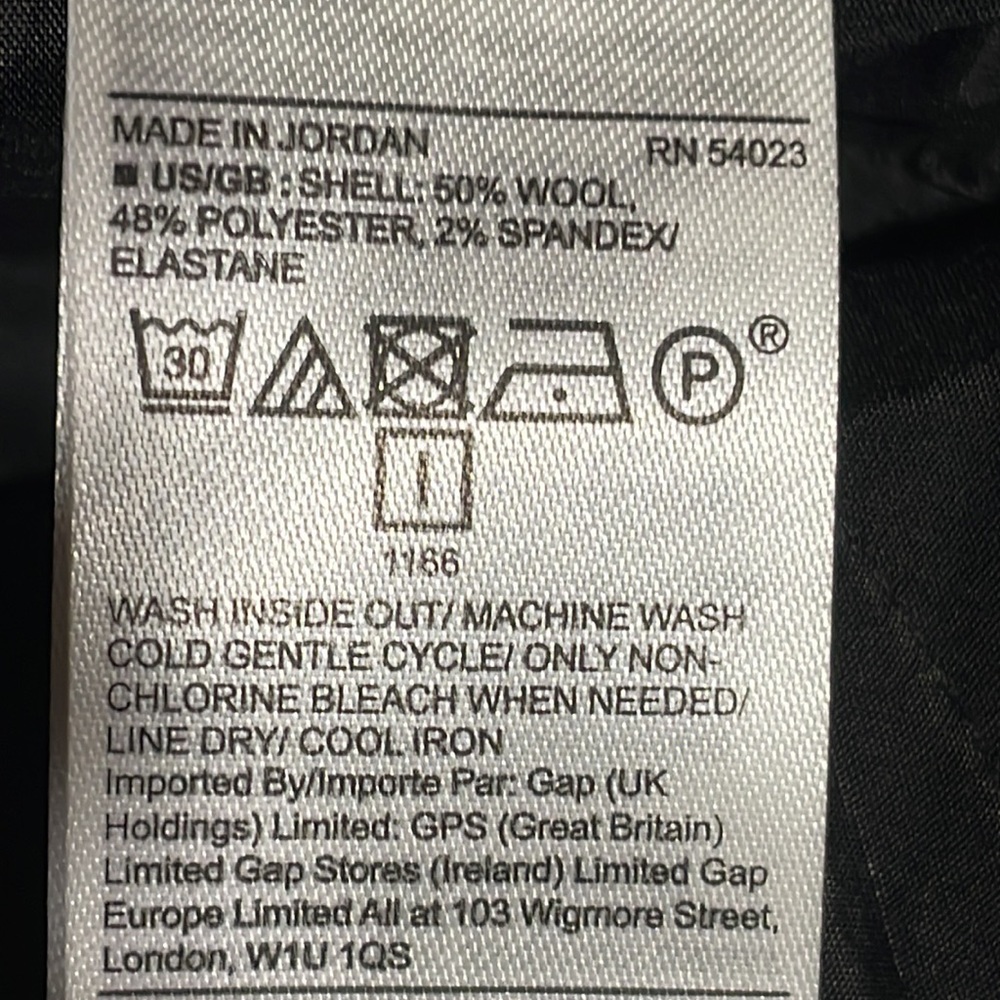 MADE IN JORDAN RN 54023
■ US/GB : SHELL: 50% WOOL,
48% POLYESTER, 2% SPANDEX/
ELASTANE
30 P ®
1166
WASH INSIDE OUT/ MACHINE WASH
COLD GENTLE CYCLE/ ONLY NON-
CHLORINE BLEACH WHEN NEEDED/
LINE DRY/ COOL IRON
Imported By/Importe Par: Gap (UK
Holdings) Limited: GPS (Great Britain)
Limited Gap Stores (Ireland) Limited Gap
Europe Limited All at 103 Wigmore Street,
London, W1U 1QS